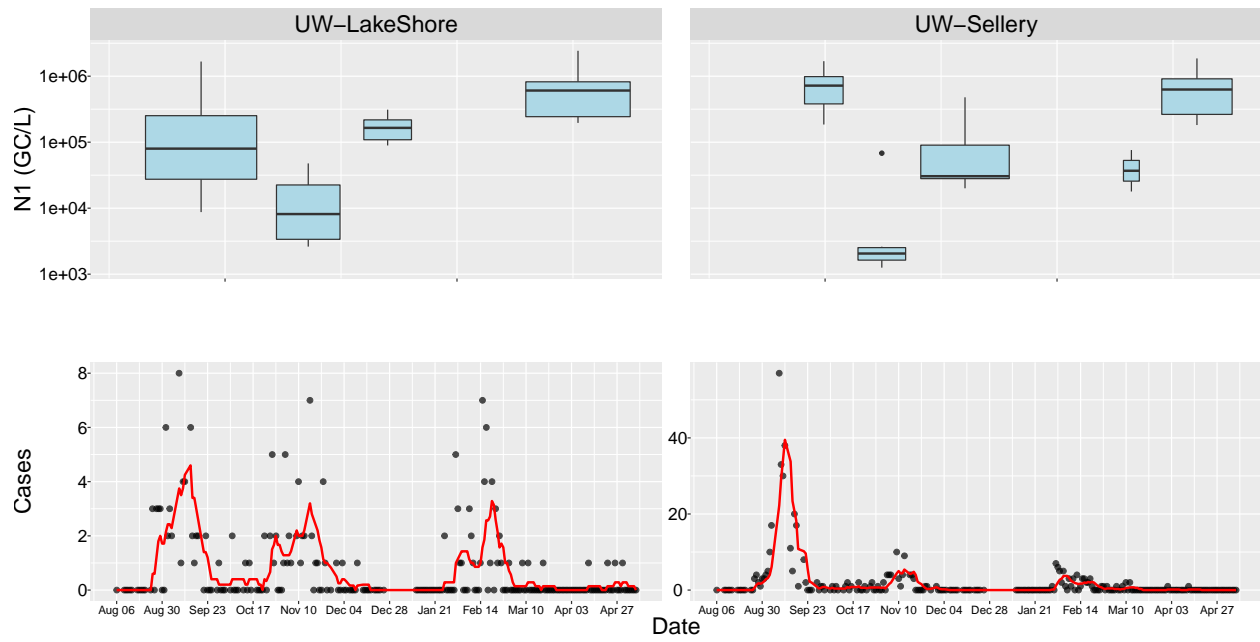 UW−LakeShore UW−Sellery
N1 (GC/L)
1e+06
1e+05
1e+04
1e+03
Cases
8
6
4
2
0
40
20
0
Aug 06 Aug 30 Sep 23 Oct 17 Nov 10 Dec 04 Dec 28 Jan 21 Feb 14 Mar 10 Apr 03 Apr 27
Aug 06 Aug 30 Sep 23 Oct 17 Nov 10 Dec 04 Dec 28 Jan 21 Feb 14 Mar 10 Apr 03 Apr 27
Date